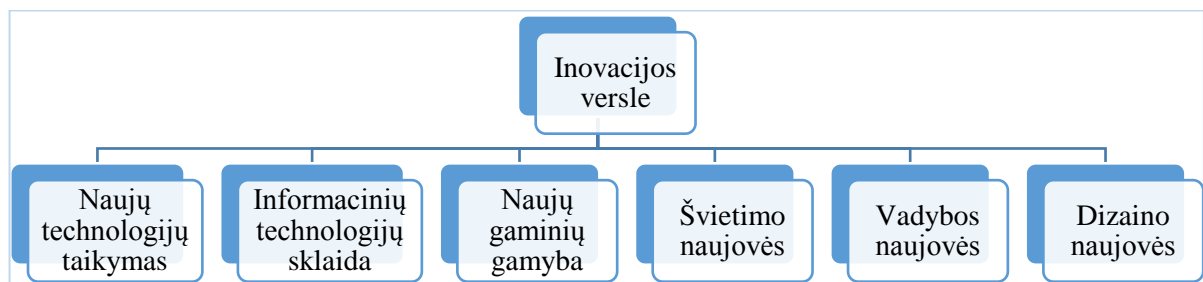 Inovacijos
versle
Naujų
technologijų
taikymas
Informacinių
technologijų
sklaida
Naujų
gaminių
gamyba
Švietimo
naujovės
Vadybos
naujovės
Dizaino
naujovės